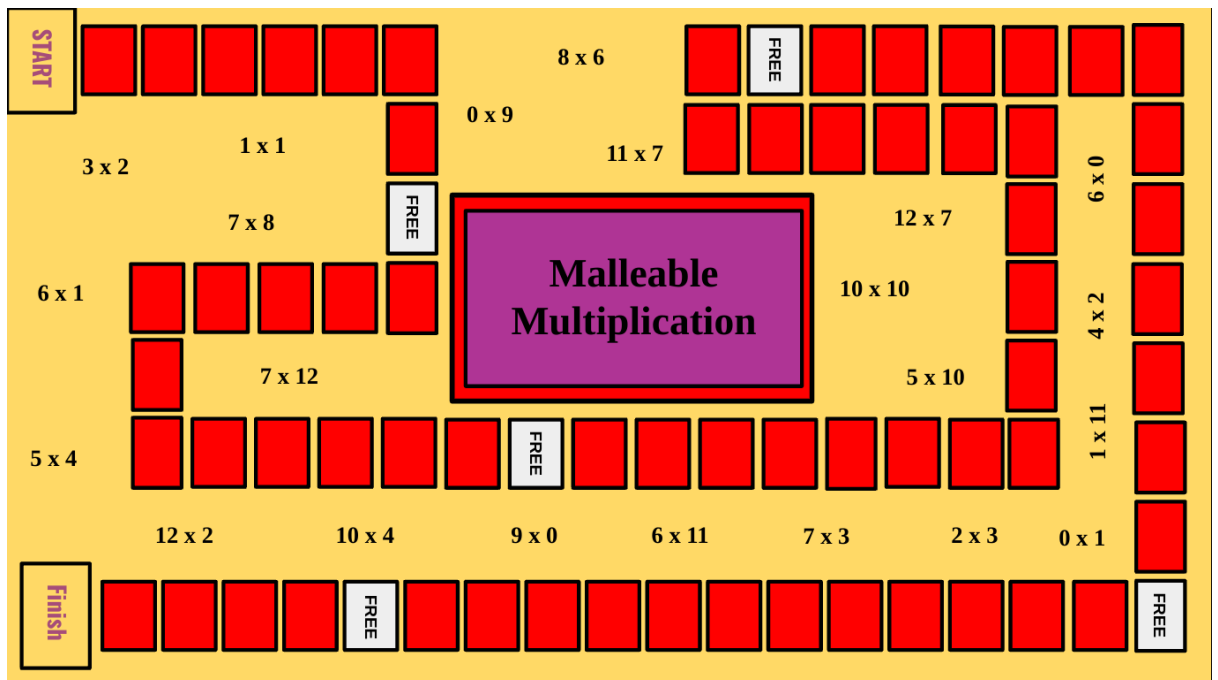 START
8 x 6
FREE
0 x 9
1 x 1
11 x 7
3 x 2
6 x 0
7 x 8
FREE
12 x 7
Malleable
Multiplication
6 x 1
10 x 10
4 x 2
7 x 12
5 x 10
1 x 11
5 x 4
FREE
12 x 2
10 x 4
9 x 0
6 x 11
7 x 3
2 x 3
0 x 1
Finish
FREE
FREE